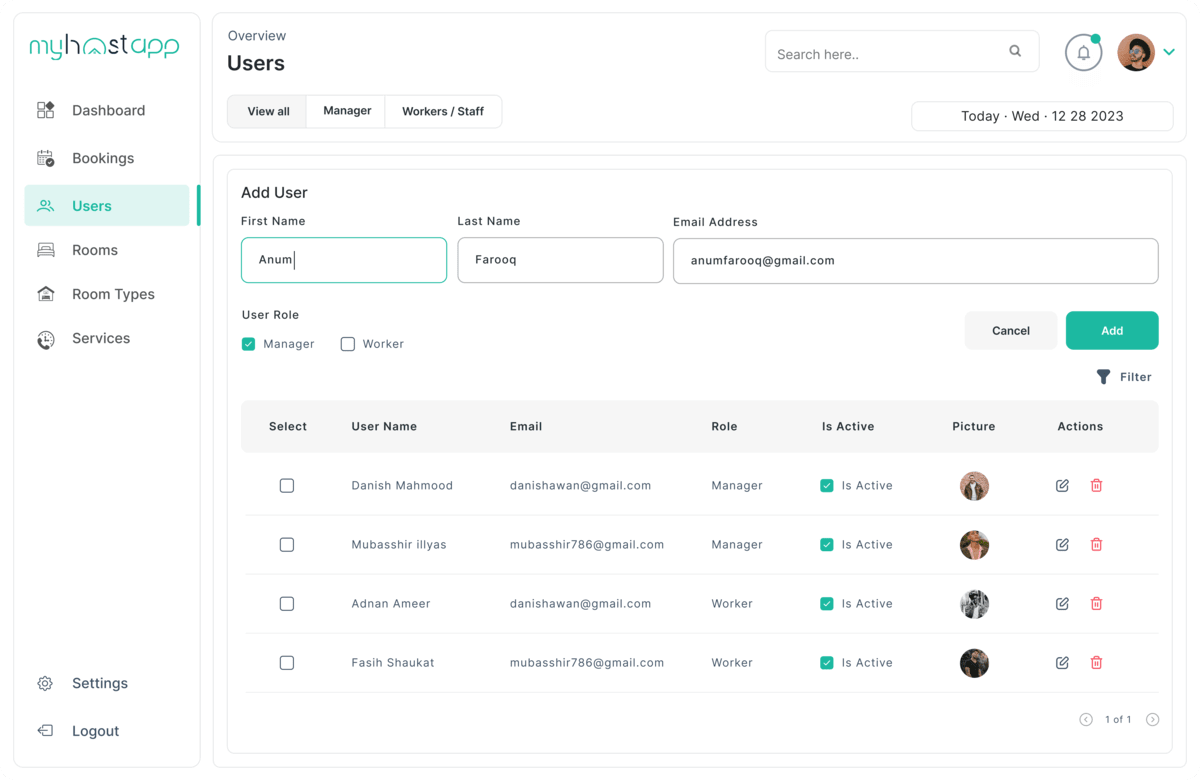 myhostapp
Dashboard
Bookings
Users
Rooms
Room Types
Services
Settings
Logout
Overview
Users
Search here..
View all Manager Workers / Staff
Today · Wed · 12 28 2023
Add User
First Name Last Name Email Address
Anum Farooq anumfarooq@gmail.com
User Role
Manager Worker
Cancel Add
Filter
Select User Name Email Role Is Active Picture Actions
Danish Mahmood danishawan@gmail.com Manager Is Active
Mubasshir illyas mubasshir786@gmail.com Manager Is Active
Adnan Ameer danishawan@gmail.com Worker Is Active
Fasih Shaukat mubasshir786@gmail.com Worker Is Active
1 of 1